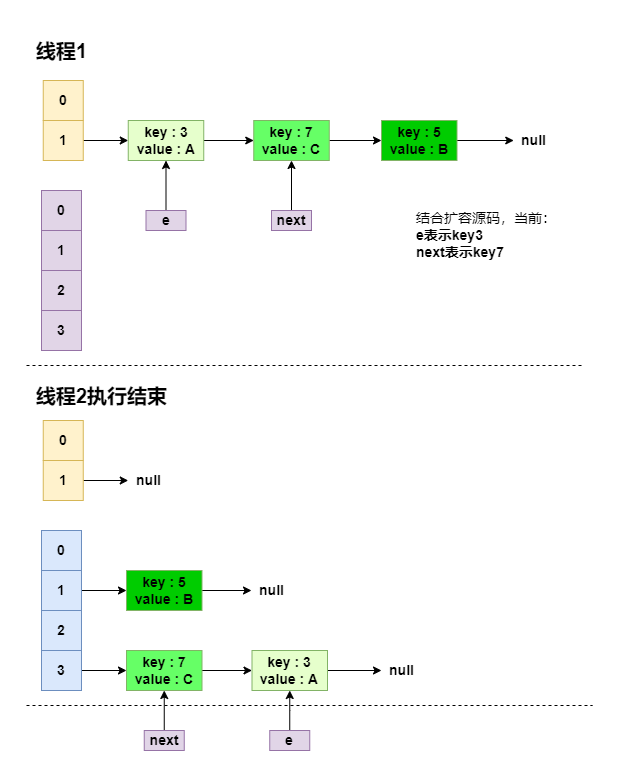 线程1
0
1
key : 3
value : A
key : 7
value : C
key : 5
value : B
null
0
1
2
3
e
next
结合扩容源码，当前：
e表示key3
next表示key7
线程2执行结束
0
1
null
0
1
2
3
key : 5
value : B
null
key : 7
value : C
key : 3
value : A
null
next
e